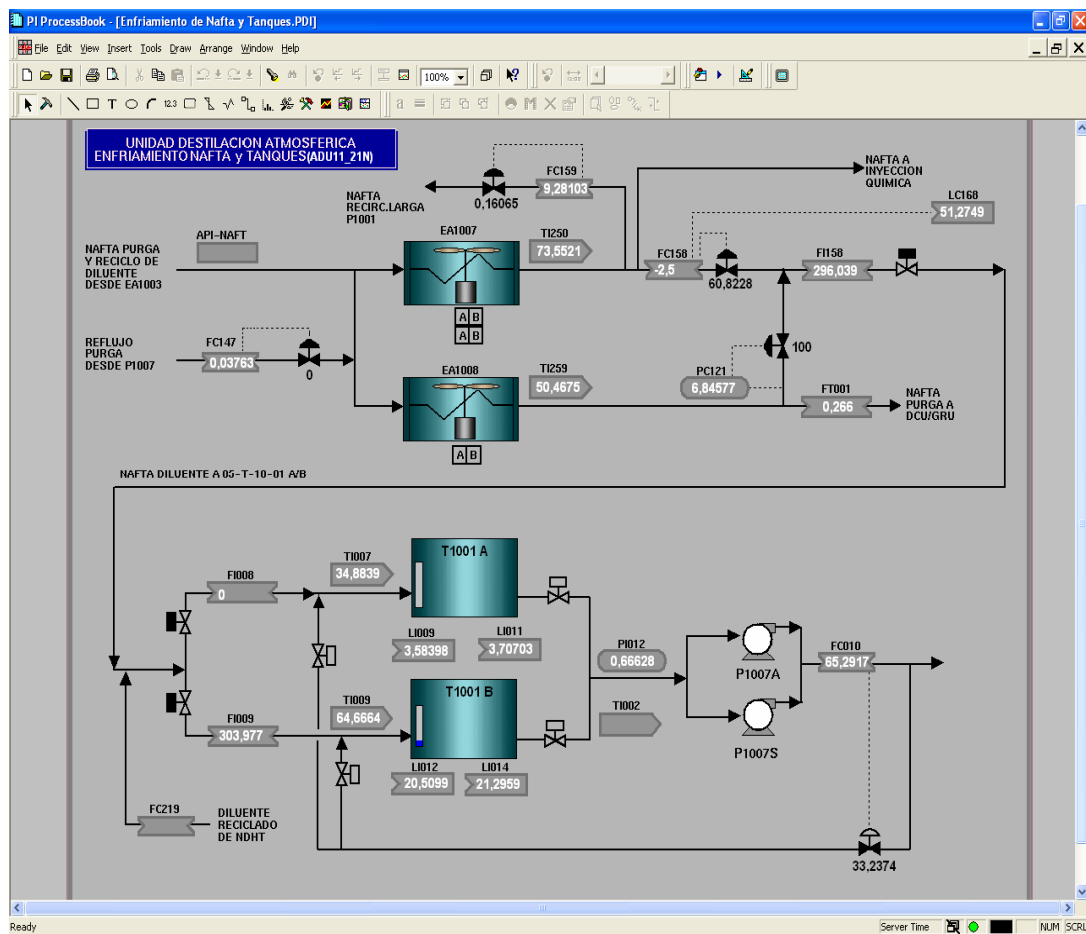 PI ProcessBook - [Enfriamiento de Nafta y Tanques.PDI]
File Edit View Insert Tools Draw Arrange Window Help
100%
T 12.3 a M
UNIDAD DESTILACION ATMOSFERICA
ENFRIAMIENTO NAFTA y TANQUES(ADU11_21N)
FC159
9,28103
0,16065
NAFTA
RECIRC.LARGA
P1001
NAFTA A
INYECCION
QUIMICA
LC168
51,2749
API-NAFT
NAFTA PURGA
Y RECICLO DE
DILUENTE
DESDE EA1003
EA1007
A B
A B
TI250
73,5521
FC158
-2,5
60,8228
FI158
296,039
REFLUJO
PURGA
DESDE P1007
FC147
0,03763
0
EA1008
A B
TI259
50,4675
PC121
6,84577
100
FT001
0,266
NAFTA
PURGA A
DCU/GRU
NAFTA DILUENTE A 05-T-10-01 A/B
FI008
0
TI007
34,8839
T1001 A
LI009
3,58398
LI011
3,70703
FI009
303,977
TI009
64,6664
T1001 B
LI012
20,5099
LI014
21,2959
PI012
0,66628
TI002
P1007A
P1007S
FC010
65,2917
FC219
DILUENTE
RECICLADO
DE NDHT
33,2374
Ready
Server Time
NUM SCRL